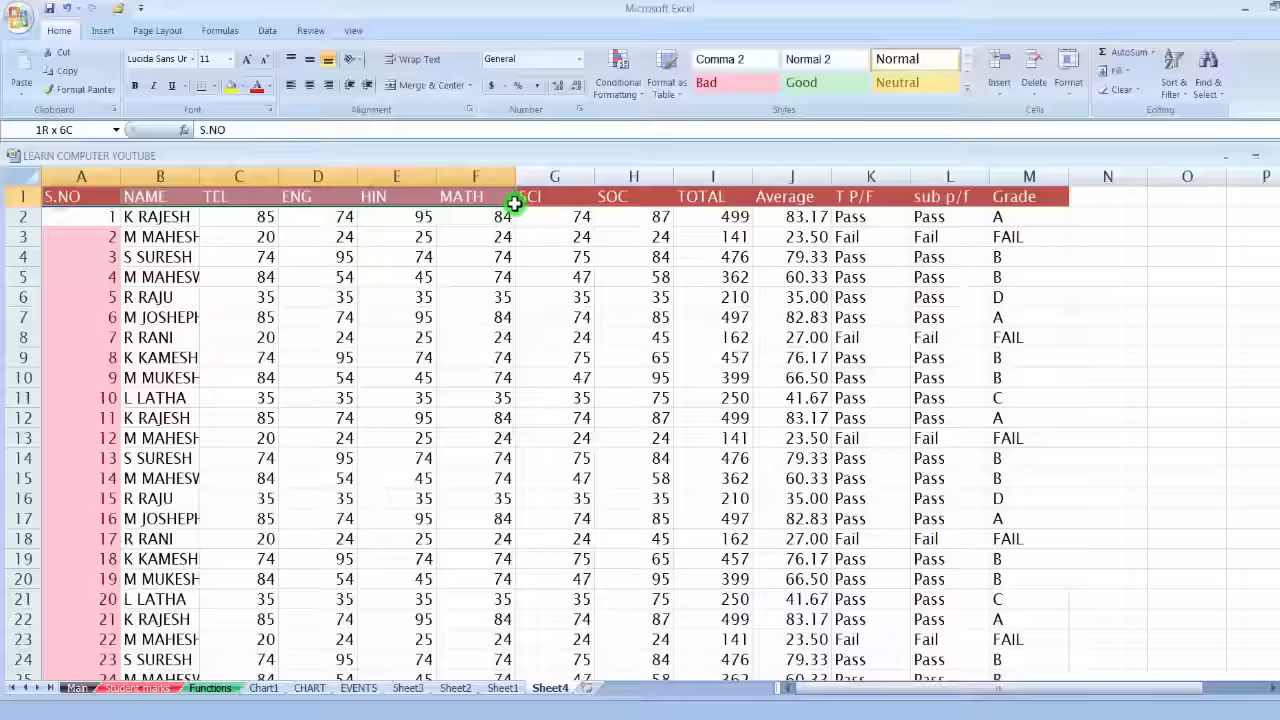 Microsoft Excel
Home Insert Page Layout Formulas Data Review View
Paste Cut Copy Format Painter Clipboard
Lucida Sans Ur 11 B I U A A A Font
Wrap Text Merge & Center Alignment
General $ % , Number
Conditional Formatting Format as Table
Comma 2 Normal 2 Normal
Bad Good Neutral
Styles
Insert Delete Format Cells
AutoSum Fill Clear Sort & Filter Find & Select Editing
1R x 6C fx S.NO
LEARN COMPUTER YOUTUBE
A B C D E F G H I J K L M N O P
1 S.NO NAME TEL ENG HIN MATH SCI SOC TOTAL Average T P/F sub p/f Grade
2 1 K RAJESH 85 74 95 84 74 87 499 83.17 Pass Pass A
3 2 M MAHESH 20 24 25 24 24 24 141 23.50 Fail Fail FAIL
4 3 S SURESH 74 95 74 74 75 84 476 79.33 Pass Pass B
5 4 M MAHESW 84 54 45 74 47 58 362 60.33 Pass Pass B
6 5 R RAJU 35 35 35 35 35 35 210 35.00 Pass Pass D
7 6 M JOSHEPH 85 74 95 84 74 85 497 82.83 Pass Pass A
8 7 R RANI 20 24 25 24 24 45 162 27.00 Fail Fail FAIL
9 8 K KAMESH 74 95 74 74 75 65 457 76.17 Pass Pass B
10 9 M MUKESH 84 54 45 74 47 95 399 66.50 Pass Pass B
11 10 L LATHA 35 35 35 35 35 75 250 41.67 Pass Pass C
12 11 K RAJESH 85 74 95 84 74 87 499 83.17 Pass Pass A
13 12 M MAHESH 20 24 25 24 24 24 141 23.50 Fail Fail FAIL
14 13 S SURESH 74 95 74 74 75 84 476 79.33 Pass Pass B
15 14 M MAHESW 84 54 45 74 47 58 362 60.33 Pass Pass B
16 15 R RAJU 35 35 35 35 35 35 210 35.00 Pass Pass D
17 16 M JOSHEPH 85 74 95 84 74 85 497 82.83 Pass Pass A
18 17 R RANI 20 24 25 24 24 45 162 27.00 Fail Fail FAIL
19 18 K KAMESH 74 95 74 74 75 65 457 76.17 Pass Pass B
20 19 M MUKESH 84 54 45 74 47 95 399 66.50 Pass Pass B
21 20 L LATHA 35 35 35 35 35 75 250 41.67 Pass Pass C
22 21 K RAJESH 85 74 95 84 74 87 499 83.17 Pass Pass A
23 22 M MAHESH 20 24 25 24 24 24 141 23.50 Fail Fail FAIL
24 23 S SURESH 74 95 74 74 75 84 476 79.33 Pass Pass B
25 24 M MAHESW 84 54 45 74 47 58 362 60.33 Pass Pass B
Main Student marks Functions Chart1 CHART EVENTS Sheet3 Sheet2 Sheet1 Sheet4